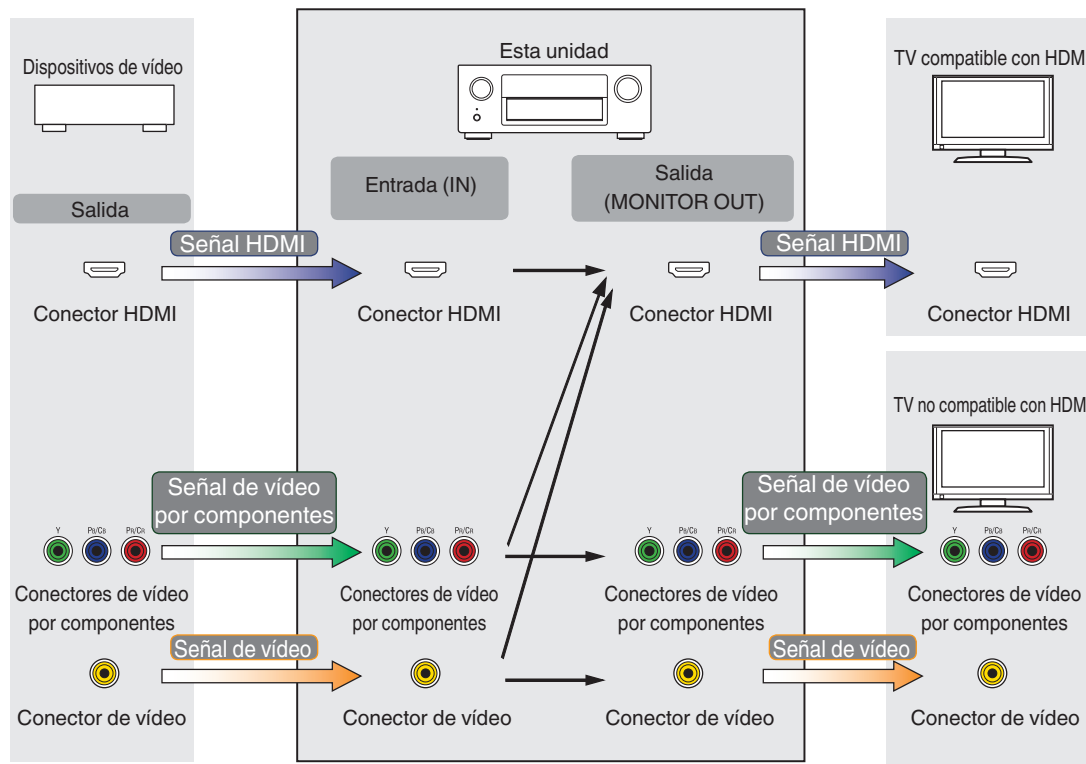 Dispositivos de vídeo
Esta unidad
TV compatible con HDM
Salida
Entrada (IN)
Salida
(MONITOR OUT)
Señal HDMI
Señal HDMI
Conector HDMI
Conector HDMI
Conector HDMI
Conector HDMI
TV no compatible con HDM
Señal de vídeo
por componentes
Señal de vídeo
por componentes
Y PB/CB PR/CR
Y PB/CB PR/CR
Y PB/CB PR/CR
Y PB/CB PR/CR
Conectores de vídeo
por componentes
Conectores de vídeo
por componentes
Conectores de vídeo
por componentes
Conectores de vídeo
por componentes
Señal de vídeo
Señal de vídeo
Conector de vídeo
Conector de vídeo
Conector de vídeo
Conector de vídeo